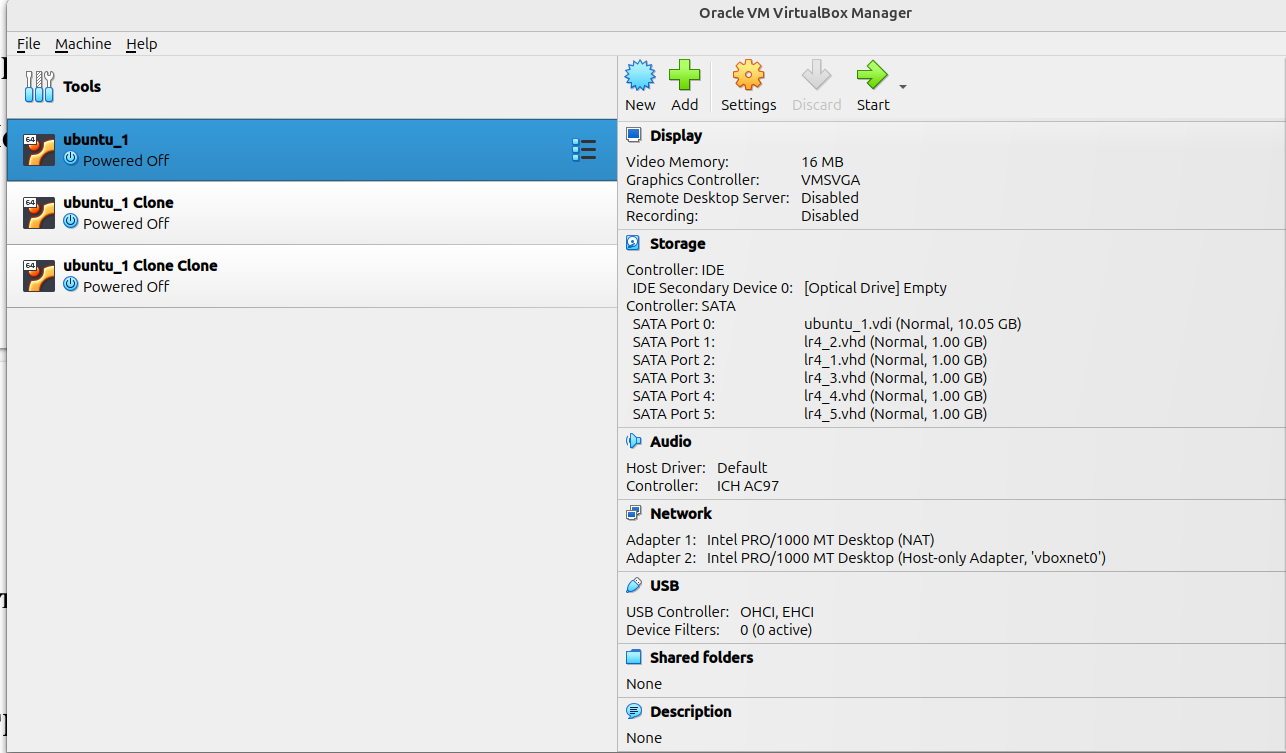 Oracle VM VirtualBox Manager
File Machine Help
Tools
New Add Settings Discard Start
64
ubuntu_1
Powered Off
64
ubuntu_1 Clone
Powered Off
64
ubuntu_1 Clone Clone
Powered Off
Display
Video Memory: 16 MB
Graphics Controller: VMSVGA
Remote Desktop Server: Disabled
Recording: Disabled
Storage
Controller: IDE
IDE Secondary Device 0: [Optical Drive] Empty
Controller: SATA
SATA Port 0: ubuntu_1.vdi (Normal, 10.05 GB)
SATA Port 1: lr4_2.vhd (Normal, 1.00 GB)
SATA Port 2: lr4_1.vhd (Normal, 1.00 GB)
SATA Port 3: lr4_3.vhd (Normal, 1.00 GB)
SATA Port 4: lr4_4.vhd (Normal, 1.00 GB)
SATA Port 5: lr4_5.vhd (Normal, 1.00 GB)
Audio
Host Driver: Default
Controller: ICH AC97
Network
Adapter 1: Intel PRO/1000 MT Desktop (NAT)
Adapter 2: Intel PRO/1000 MT Desktop (Host-only Adapter, 'vboxnet0')
USB
USB Controller: OHCI, EHCI
Device Filters: 0 (0 active)
Shared folders
None
Description
None